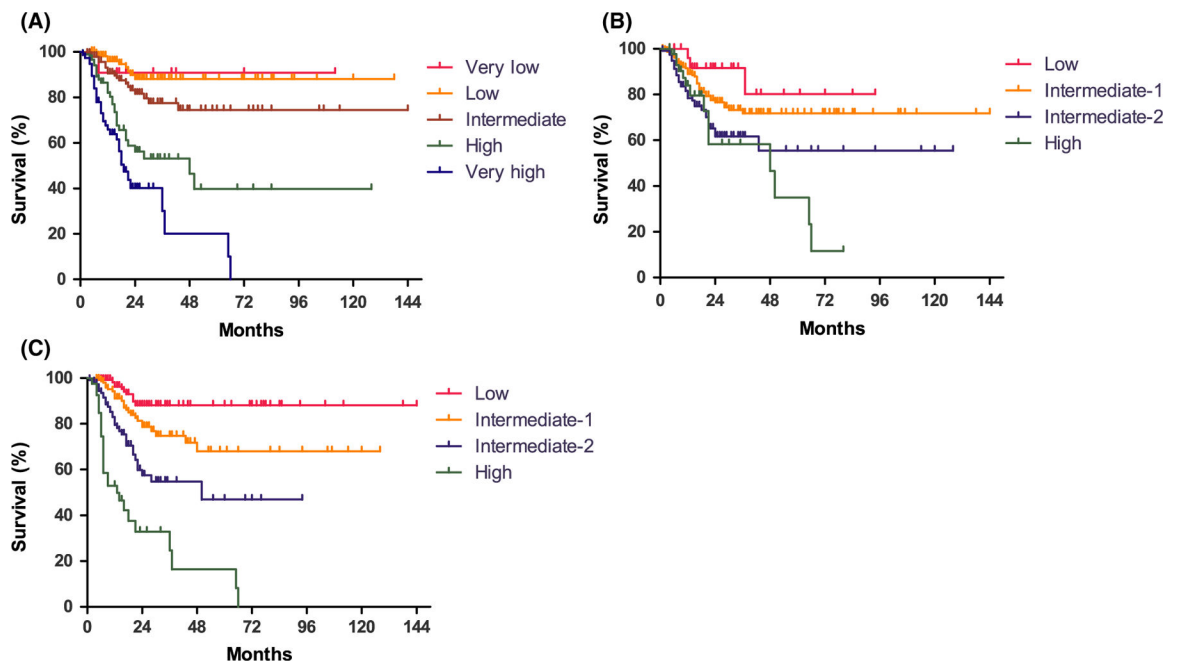 (A)
Survival (%)
100
80
60
40
20
0
0 24 48 72 96 120 144
Months
Very low
Low
Intermediate
High
Very high
(B)
Survival (%)
100
80
60
40
20
0
0 24 48 72 96 120 144
Months
Low
Intermediate-1
Intermediate-2
High
(C)
Survival (%)
100
80
60
40
20
0
0 24 48 72 96 120 144
Months
Low
Intermediate-1
Intermediate-2
High